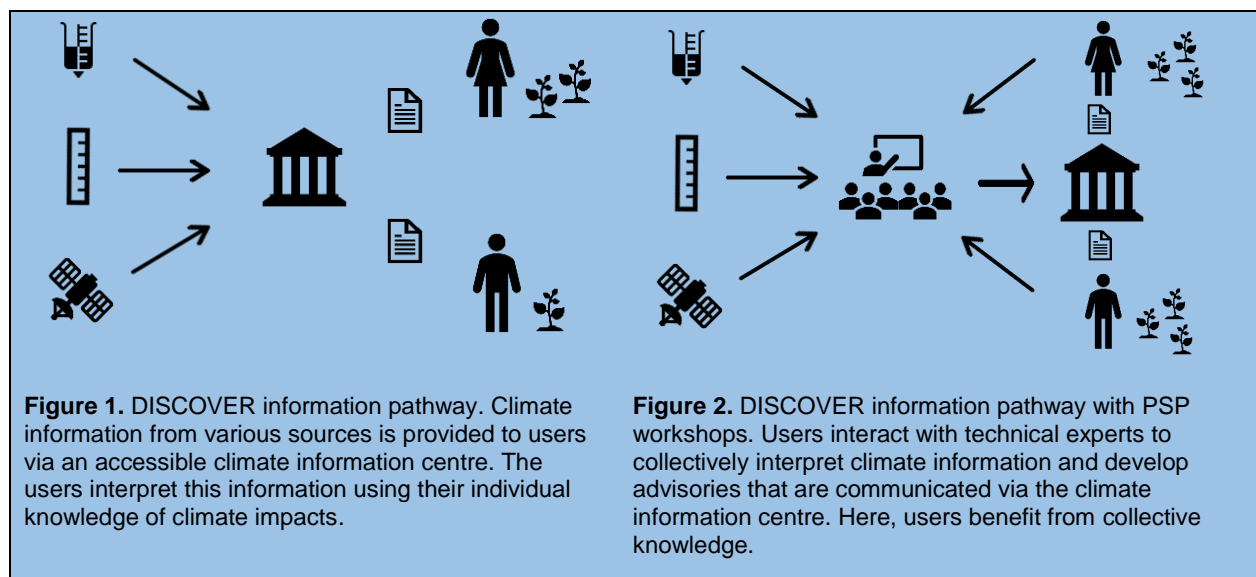 Figure 1. DISCOVER information pathway. Climate
information from various sources is provided to users
via an accessible climate information centre. The
users interpret this information using their individual
knowledge of climate impacts.
Figure 2. DISCOVER information pathway with PSP
workshops. Users interact with technical experts to
collectively interpret climate information and develop
advisories that are communicated via the climate
information centre. Here, users benefit from collective
knowledge.